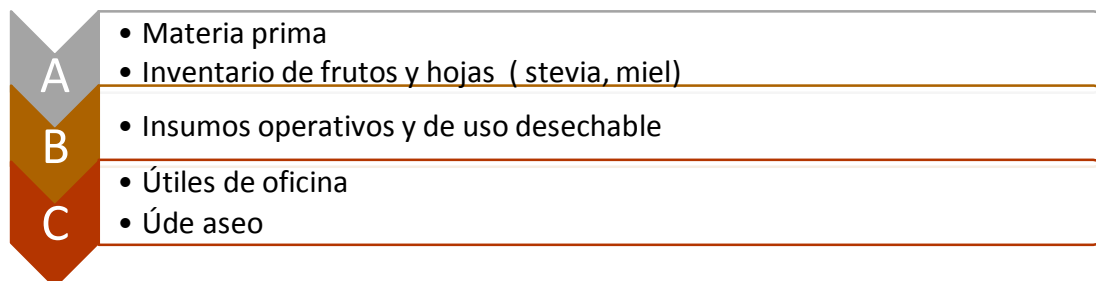 A
• Materia prima
• Inventario de frutos y hojas ( stevia, miel)
B
• Insumos operativos y de uso desechable
C
• Útiles de oficina
• Úde aseo